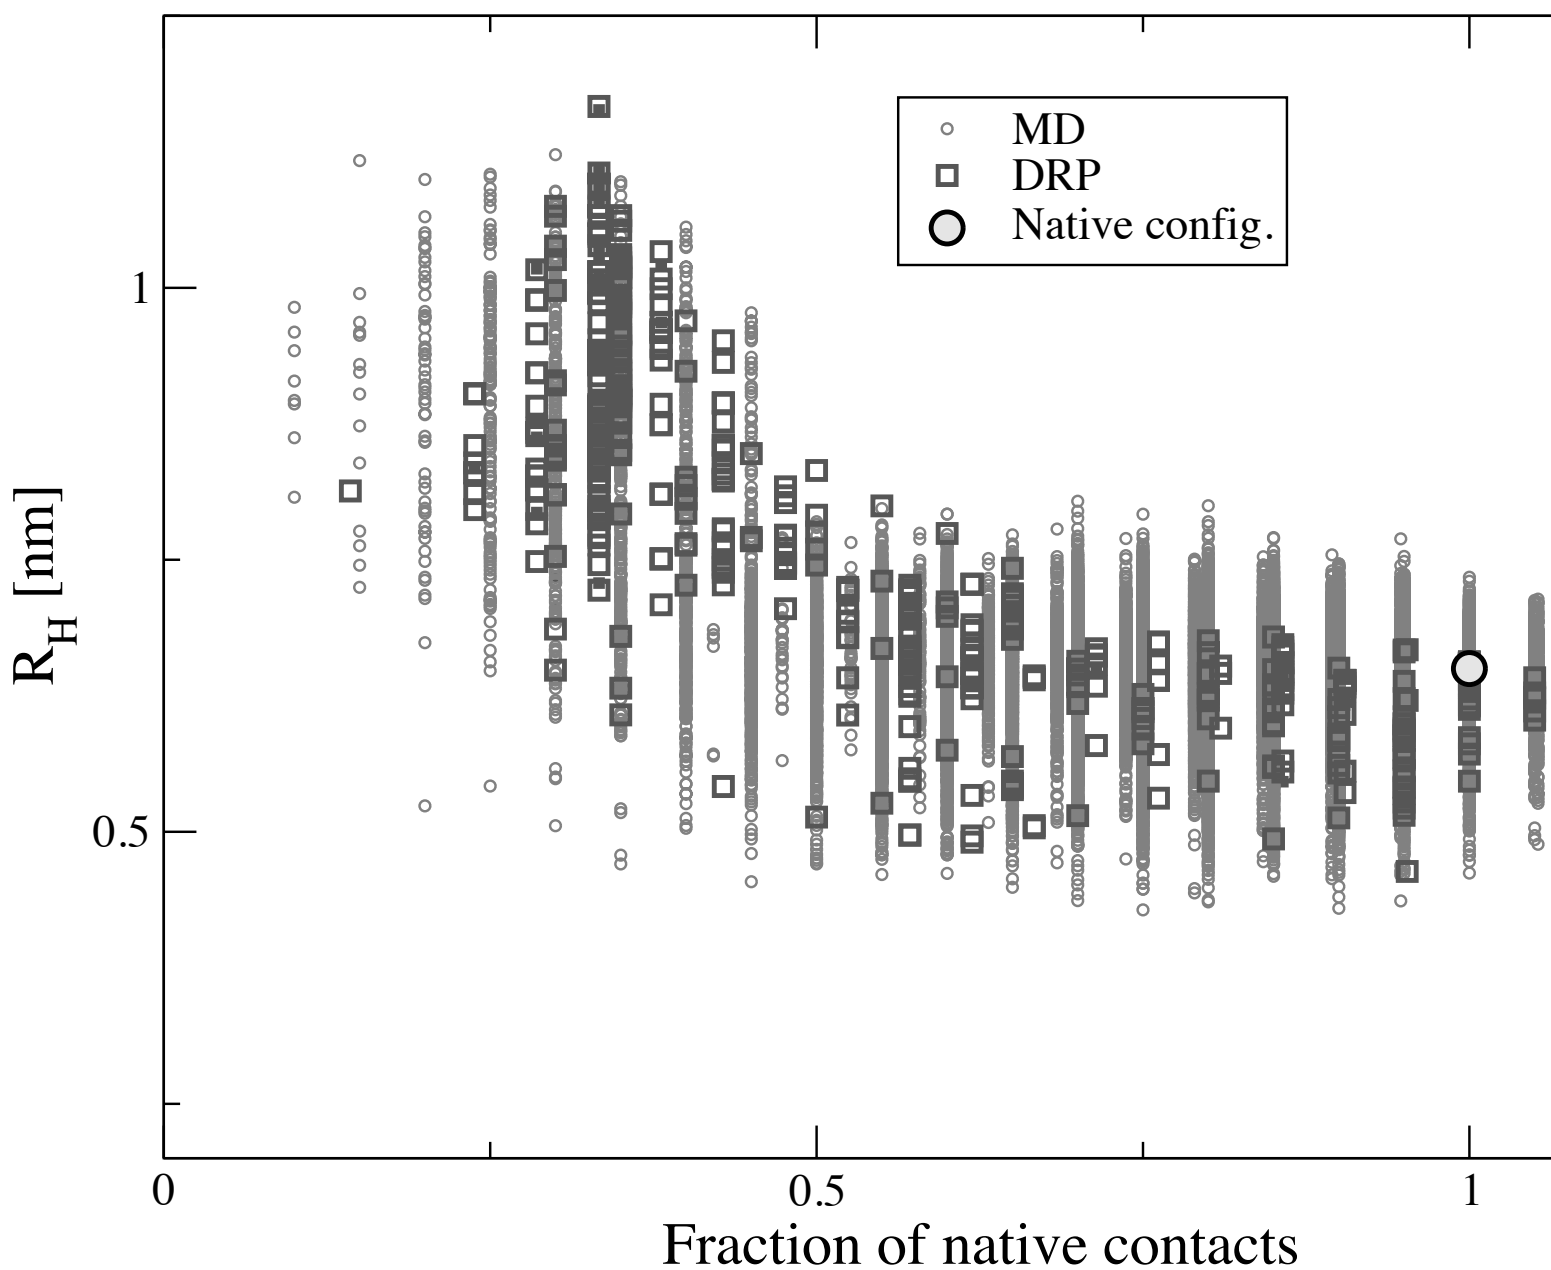 MD
DRP
Native config.
1
0.5
R_H [nm]
0
0.5
1
Fraction of native contacts